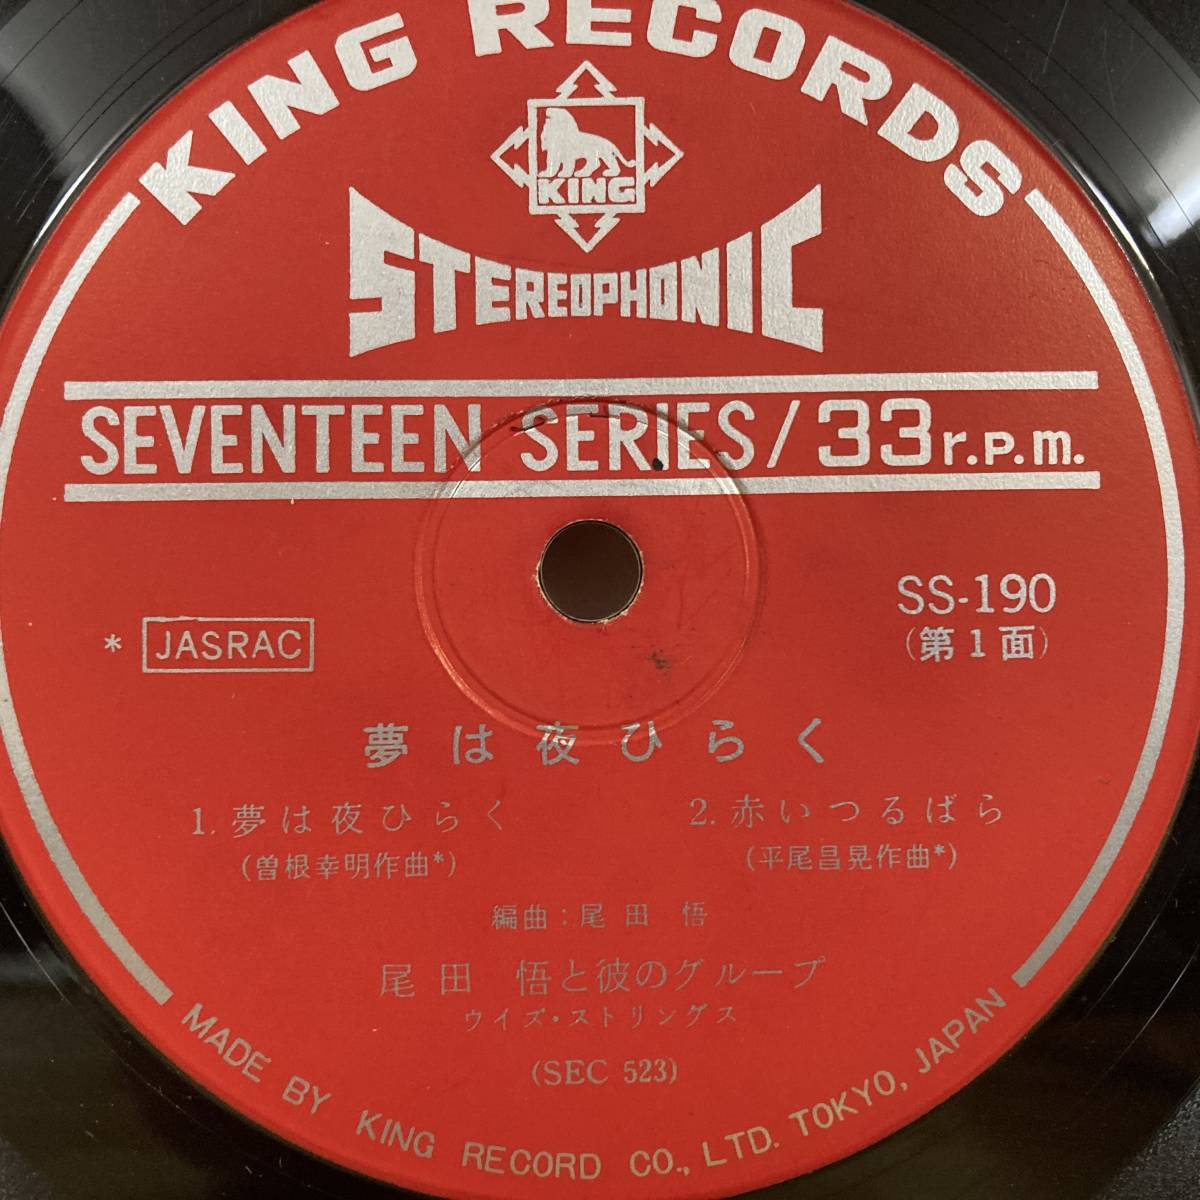 KING RECORDS
KING
STEREOPHONIC
SEVENTEEN SERIES/33r.p.m.
SS-190
(第1面)
* JASRAC
夢は夜ひらく
1. 夢は夜ひらく
(曽根幸明作曲*)
2. 赤いつるばら
(平尾昌晃作曲*)
編曲:尾田 悟
尾田 悟と彼のグループ
ウイズ・ストリングス
(SEC 523)
MADE BY KING RECORD CO., LTD. TOKYO, JAPAN